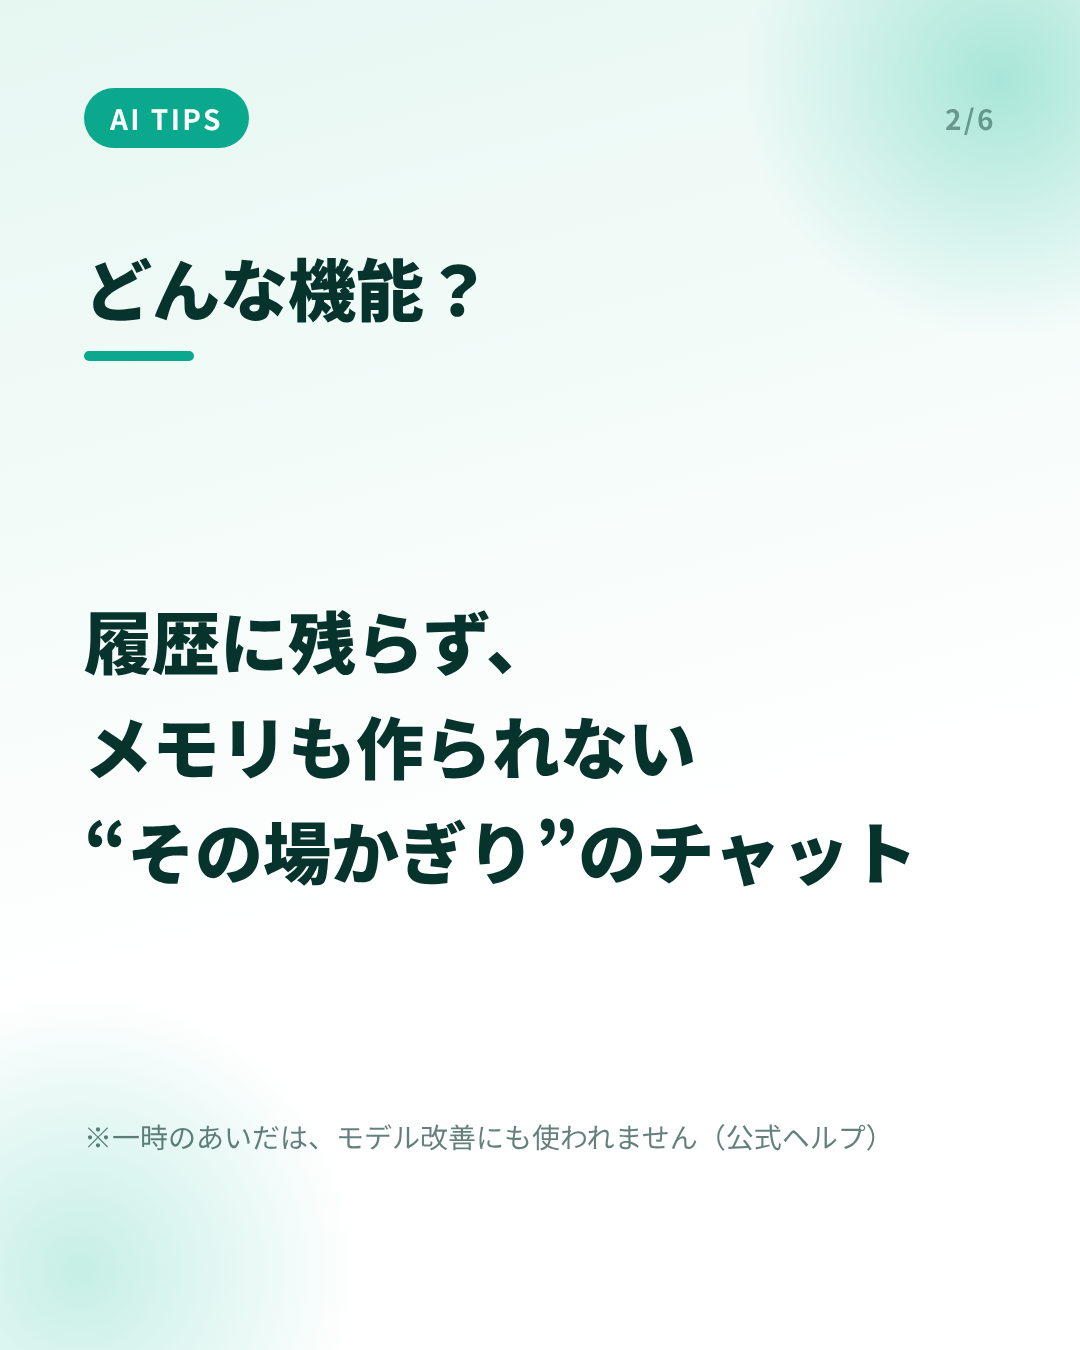 AI TIPS
2/6
どんな機能？
履歴に残らず、
メモリも作られない
“その場かぎり”のチャット
※一時のあいだは、モデル改善にも使われません（公式ヘルプ）